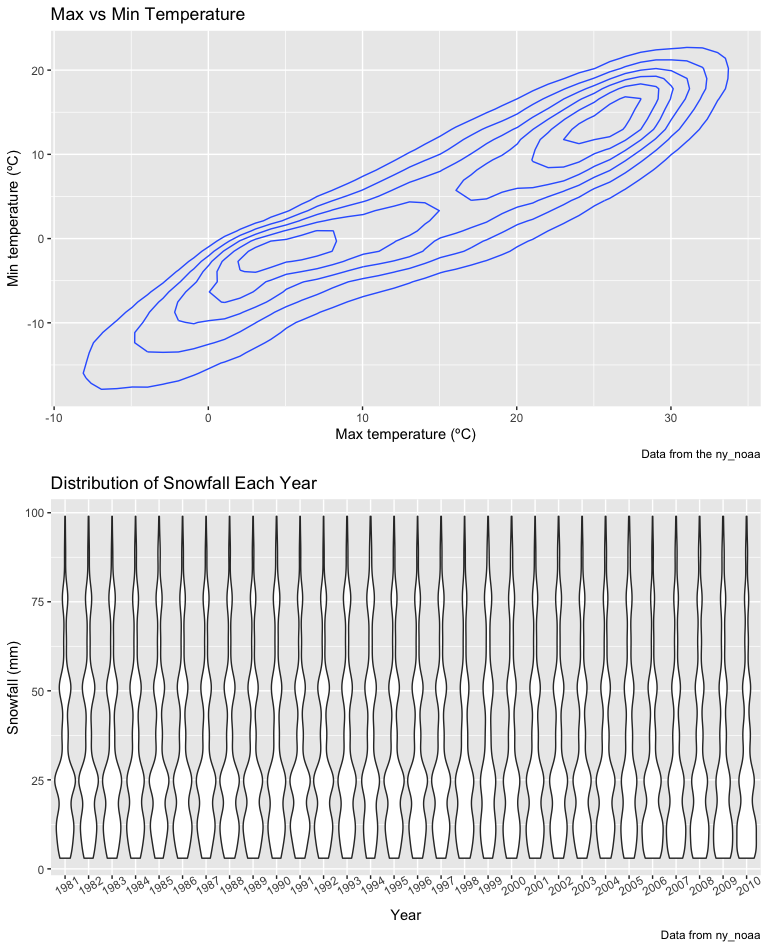 Max vs Min Temperature
Min temperature (ºC)
20
10
0
-10
-10 0 10 20 30
Max temperature (ºC)
Data from the ny_noaa
Distribution of Snowfall Each Year
Snowfall (mm)
100
75
50
25
0
1981 1982 1983 1984 1985 1986 1987 1988 1989 1990 1991 1992 1993 1994 1995 1996 1997 1998 1999 2000 2001 2002 2003 2004 2005 2006 2007 2008 2009 2010
Year
Data from ny_noaa